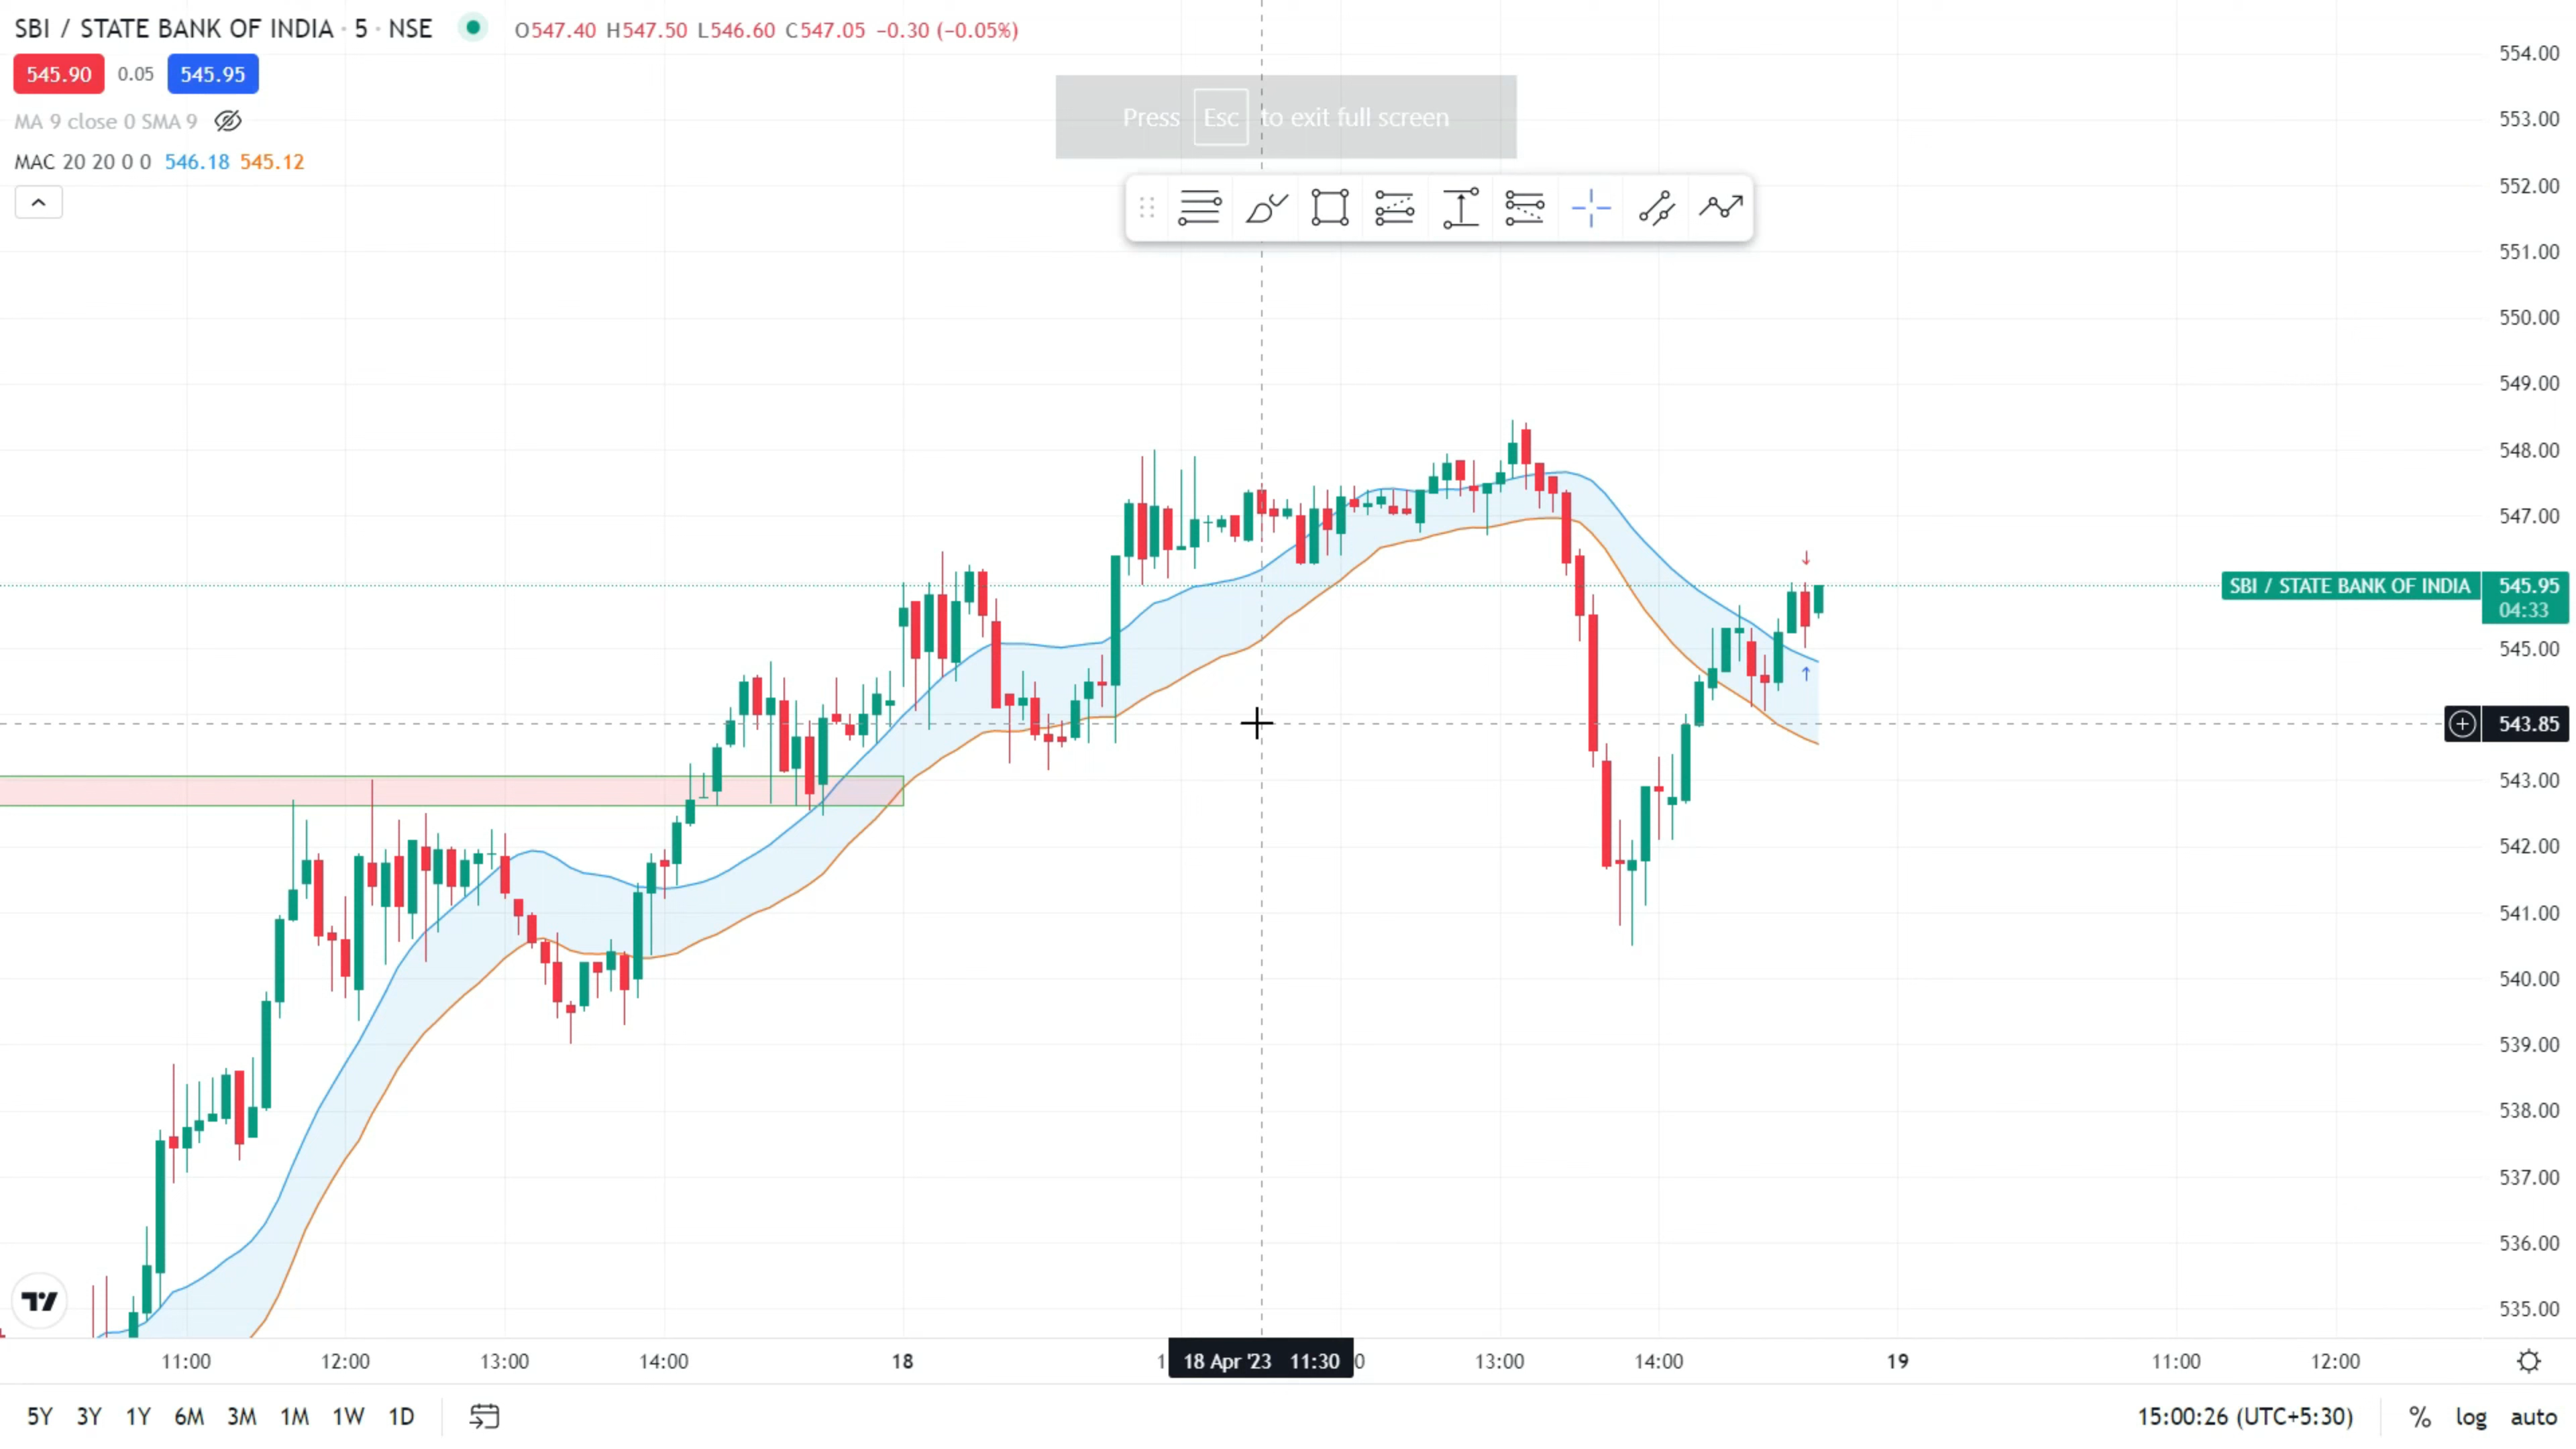 SBI / STATE BANK OF INDIA · 5 · NSE O547.40 H547.50 L546.60 C547.05 −0.30 (−0.05%)
545.90 0.05 545.95
MA 9 close 0 SMA 9
MAC 20 20 0 0 546.18 545.12
Press Esc to exit full screen
554.00
553.00
552.00
551.00
550.00
549.00
548.00
547.00
SBI / STATE BANK OF INDIA 545.95
04:33
545.00
543.85
543.00
542.00
541.00
540.00
539.00
538.00
537.00
536.00
535.00
11:00 12:00 13:00 14:00 18 18 Apr '23 11:30 13:00 14:00 19 11:00 12:00
5Y 3Y 1Y 6M 3M 1M 1W 1D 15:00:26 (UTC+5:30) % log auto